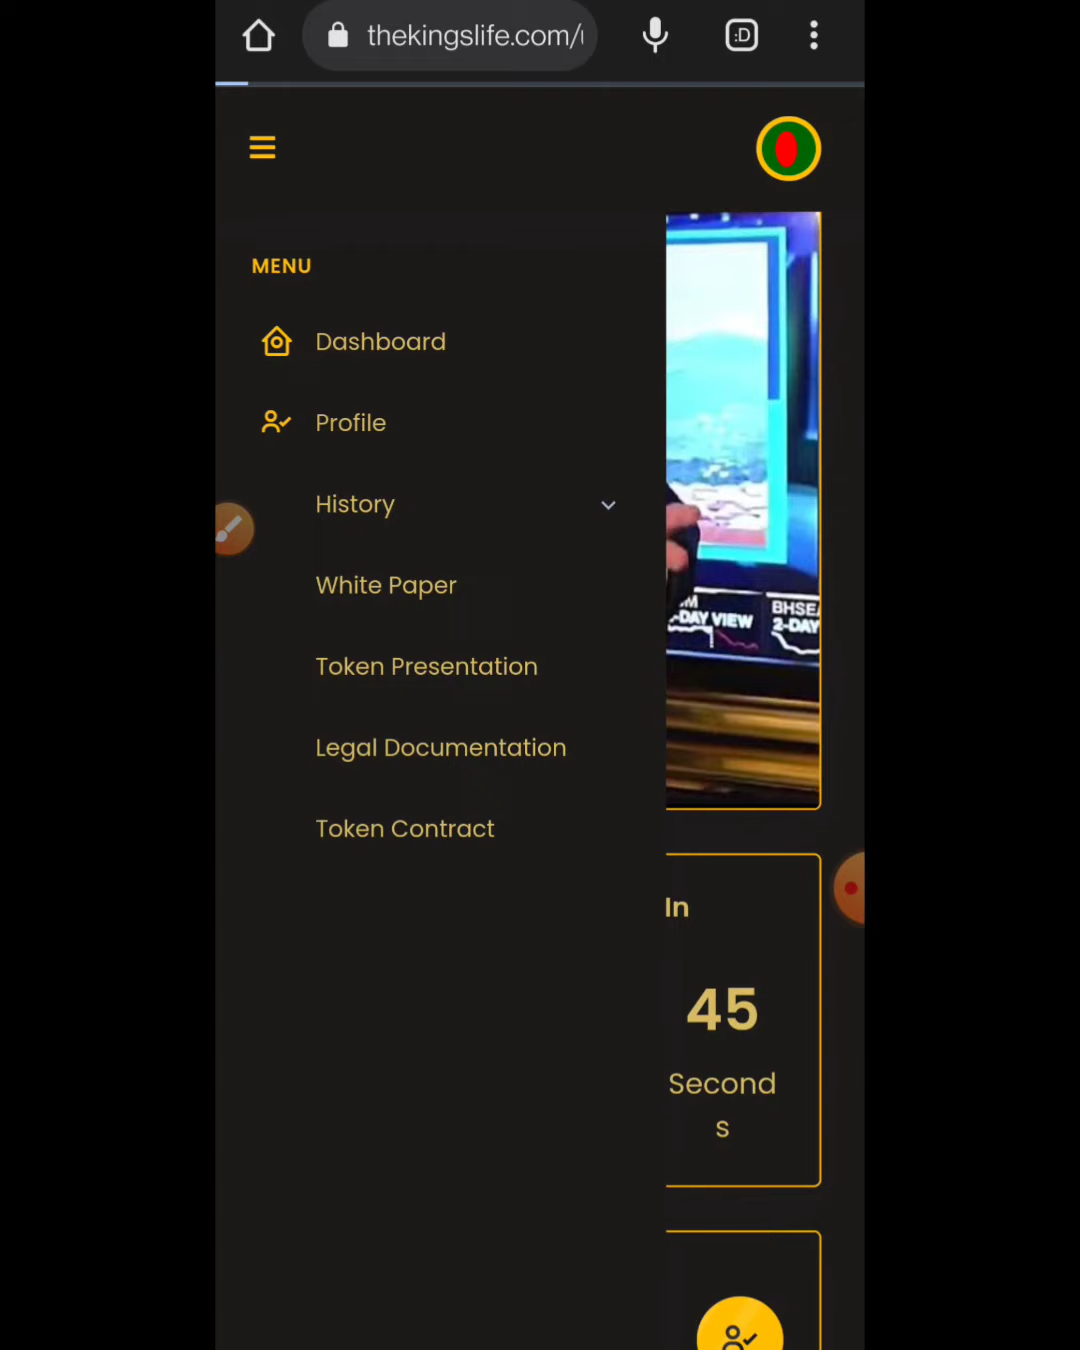 thekingslife.com/
:D
MENU
Dashboard
Profile
History
White Paper
Token Presentation
Legal Documentation
Token Contract
-DAY VIEW
BHSE
2-DAY
In
45
Second
s